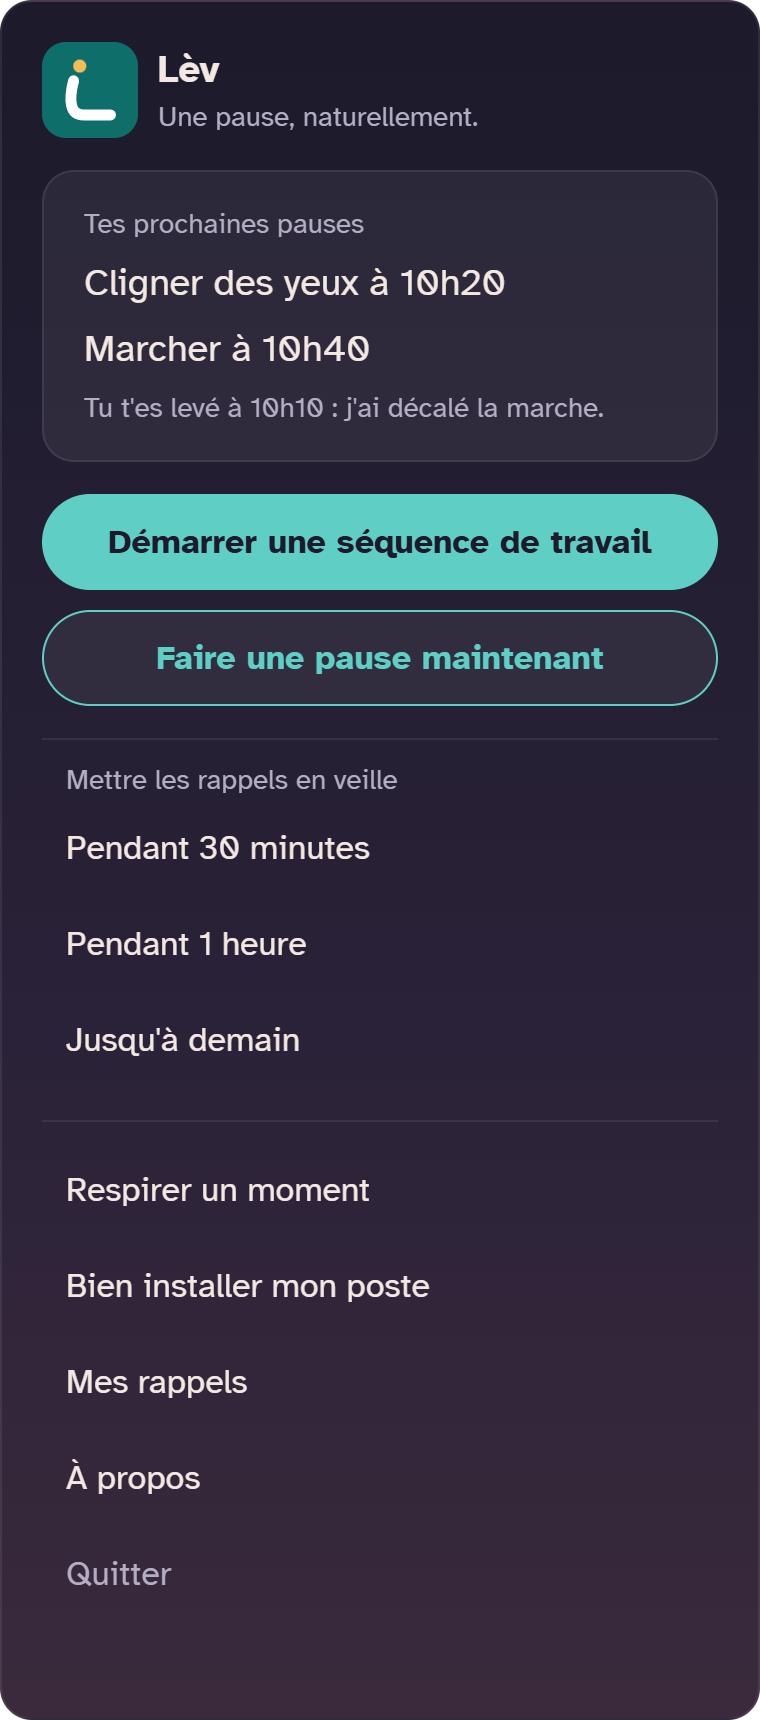 Lèv
Une pause, naturellement.
Tes prochaines pauses
Cligner des yeux à 10h20
Marcher à 10h40
Tu t'es levé à 10h10 : j'ai décalé la marche.
Démarrer une séquence de travail
Faire une pause maintenant
Mettre les rappels en veille
Pendant 30 minutes
Pendant 1 heure
Jusqu'à demain
Respirer un moment
Bien installer mon poste
Mes rappels
À propos
Quitter